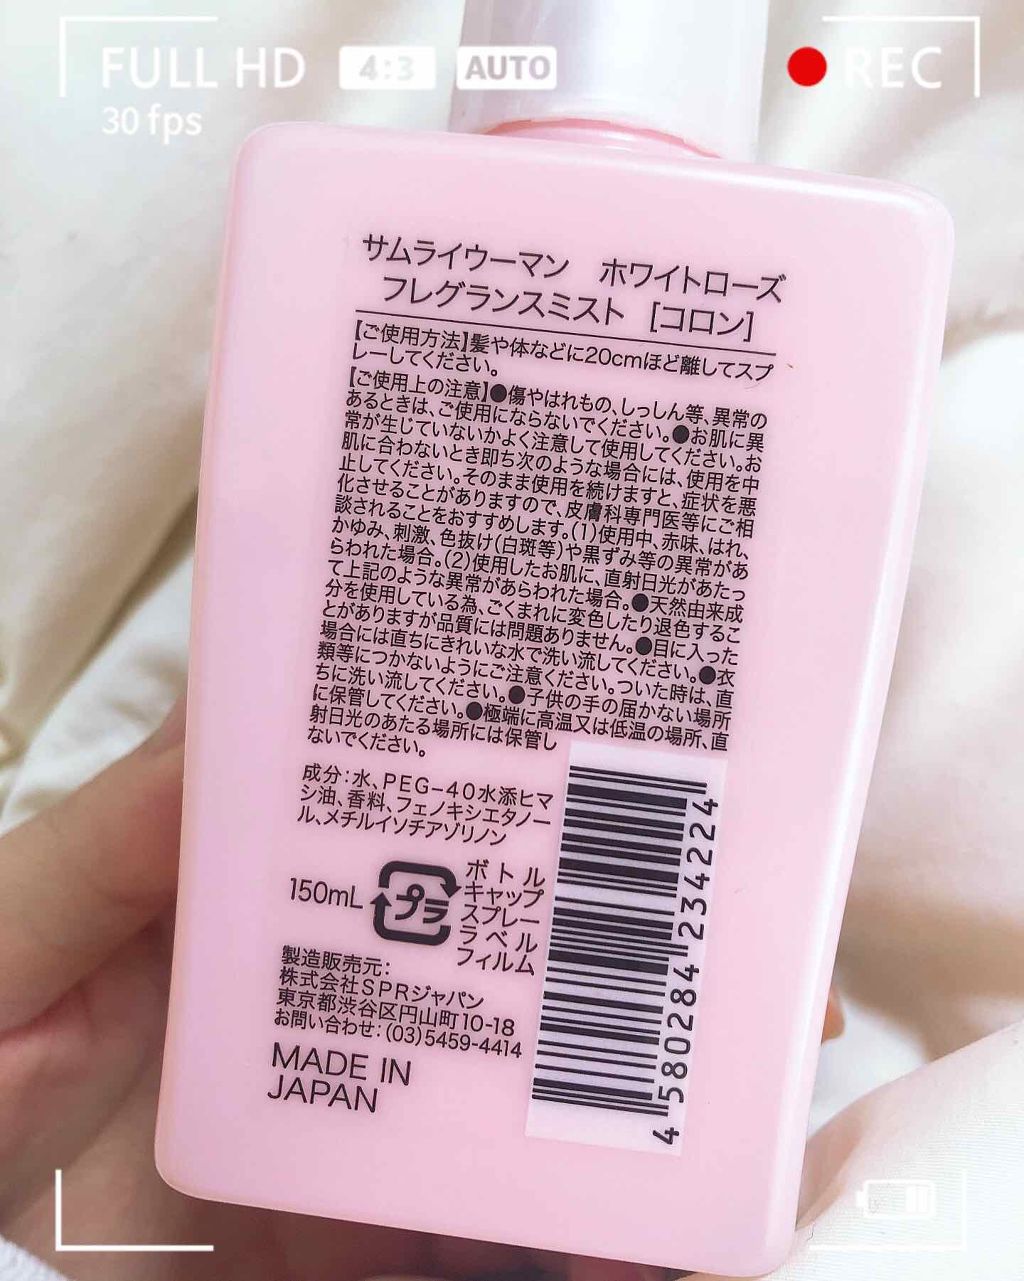 FULL HD 4:3 AUTO REC
30 fps
サムライウーマン ホワイトローズ
フレグランスミスト [コロン]
【ご使用方法】髪や体などに20cmほど離してスプ
レーしてください。
【ご使用上の注意】●傷やはれもの、しっしん等、異常の
あるときは、ご使用にならないでください。●お肌に異
常が生じていないかよく注意して使用してください。お
肌に合わないとき即ち次のような場合には、使用を中
止してください。そのまま使用を続けますと、症状を悪
化させることがありますので、皮膚科専門医等にご相
談されることをおすすめします。(1)使用中、赤味、はれ、
かゆみ、刺激、色抜け(白斑等)や黒ずみ等の異常があ
らわれた場合。(2)使用したお肌に、直射日光があたっ
て上記のような異常があらわれた場合。●天然由来成
分を使用している為、ごくまれに変色したり退色するこ
とがありますが品質には問題ありません。●目に入った
場合には直ちにきれいな水で洗い流してください。●衣
類等につかないようにご注意ください。ついた時は、直
ちに洗い流してください。●子供の手の届かない場所
に保管してください。●極端に高温又は低温の場所、直
射日光のあたる場所には保管し
ないでください。
成分:水、PEG-40水添ヒマ
シ油、香料、フェノキシエタノー
ル、メチルイソチアゾリノン
150mL
プラ
ボトル
キャップ
スプレー
ラベル
フィルム
製造販売元:
株式会社SPRジャパン
東京都渋谷区円山町10-18
お問い合わせ:(03)5459-4414
MADE IN
JAPAN
4 580284 234224